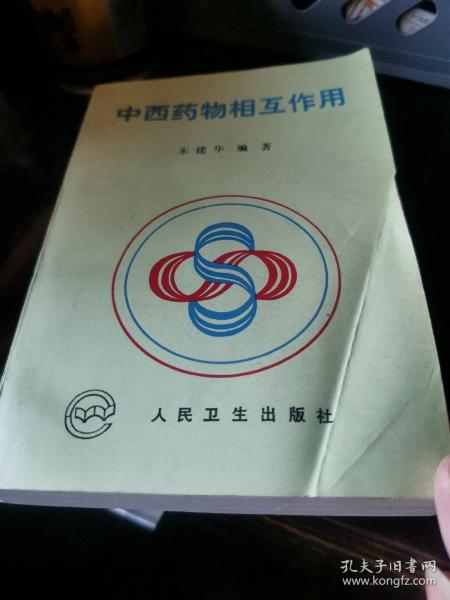 中西药物相互作用
朱建华 编著
人民卫生出版社
孔夫子旧书网
www.kongfz.com